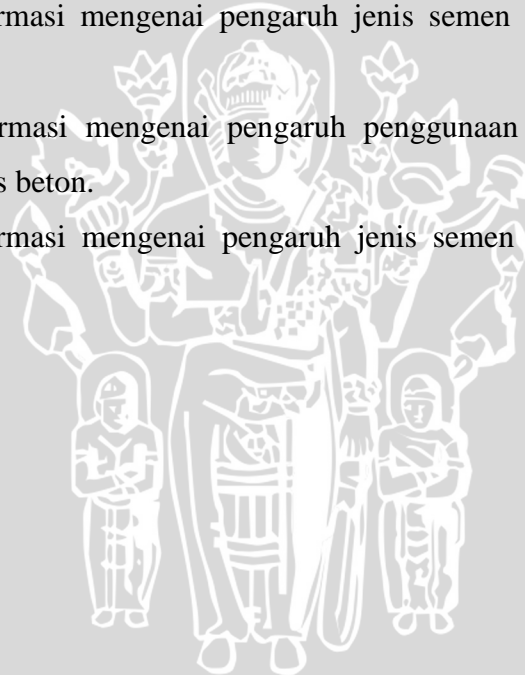 rmasi mengenai pengaruh jenis semen
rmasi mengenai pengaruh penggunaan
s beton.
rmasi mengenai pengaruh jenis semen